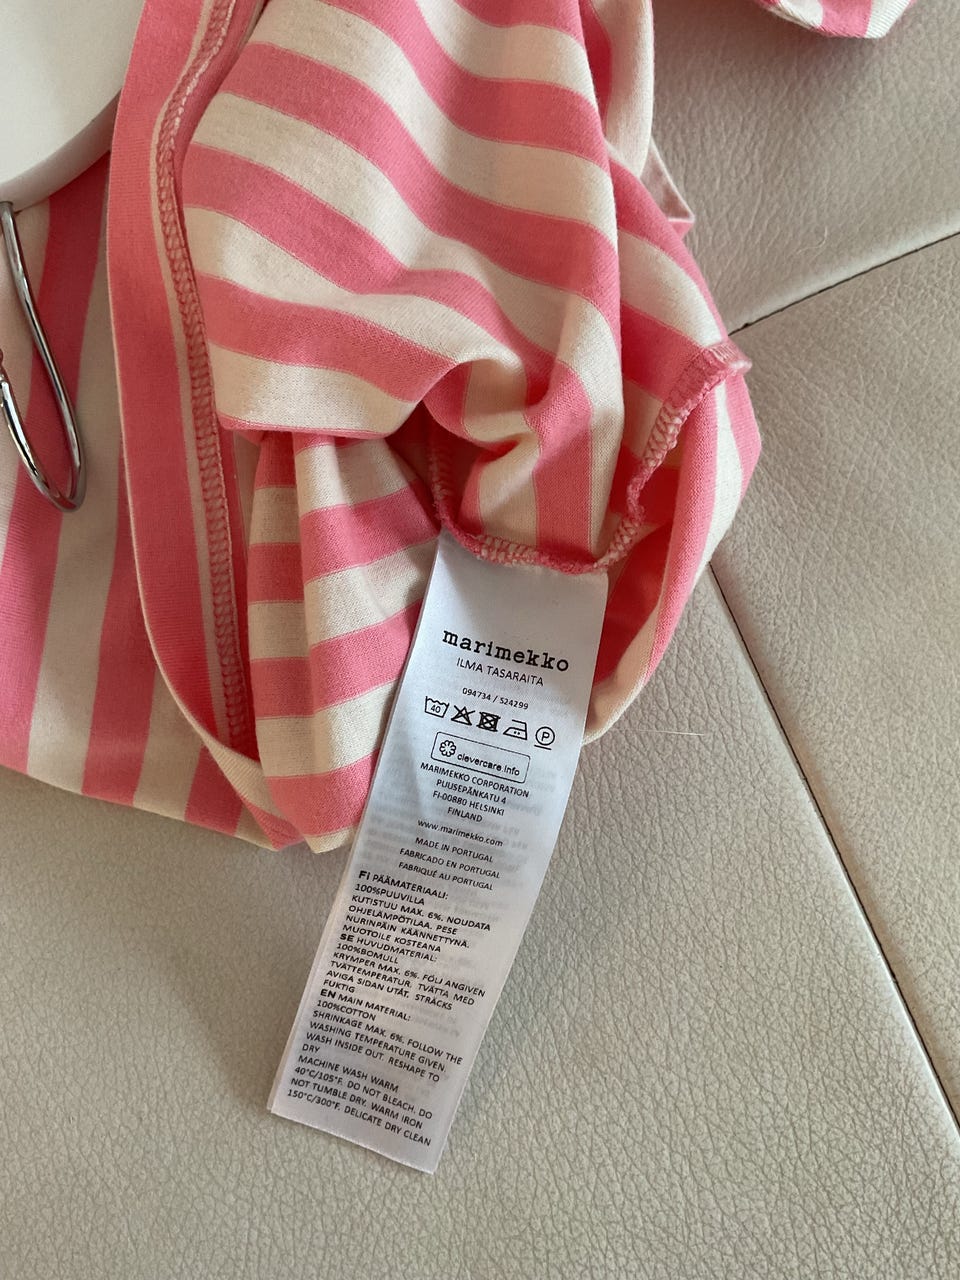 marimekko
ILMA TASARAITA
094734 / 524299
40
P
clevercare.info
MARIMEKKO CORPORATION
PUUSEPÄNKATU 4
FI-00880 HELSINKI
FINLAND
www.marimekko.com
MADE IN PORTUGAL
FABRICADO EN PORTUGAL
FABRIQUÉ AU PORTUGAL
FI PÄÄMATERIAALI:
100%PUUVILLA
KUTISTUU MAX. 6%. NOUDATA
OHJELÄMPÖTILAA. PESE
NURINPÄIN KÄÄNNETTYNÄ.
MUOTOILE KOSTEANA
SE HUVUDMATERIAL:
100%BOMULL
KRYMPER MAX. 6%. FÖLJ ANGIVEN
TVÄTTEMPERATUR. TVÄTTA MED
AVIGA SIDAN UTÅT. STRÄCKS
FUKTIG
EN MAIN MATERIAL:
100%COTTON
SHRINKAGE MAX. 6%. FOLLOW THE
WASHING TEMPERATURE GIVEN.
WASH INSIDE OUT. RESHAPE TO
DRY
MACHINE WASH WARM
40°C/105°F. DO NOT BLEACH. DO
NOT TUMBLE DRY. WARM IRON
150°C/300°F. DELICATE DRY CLEAN